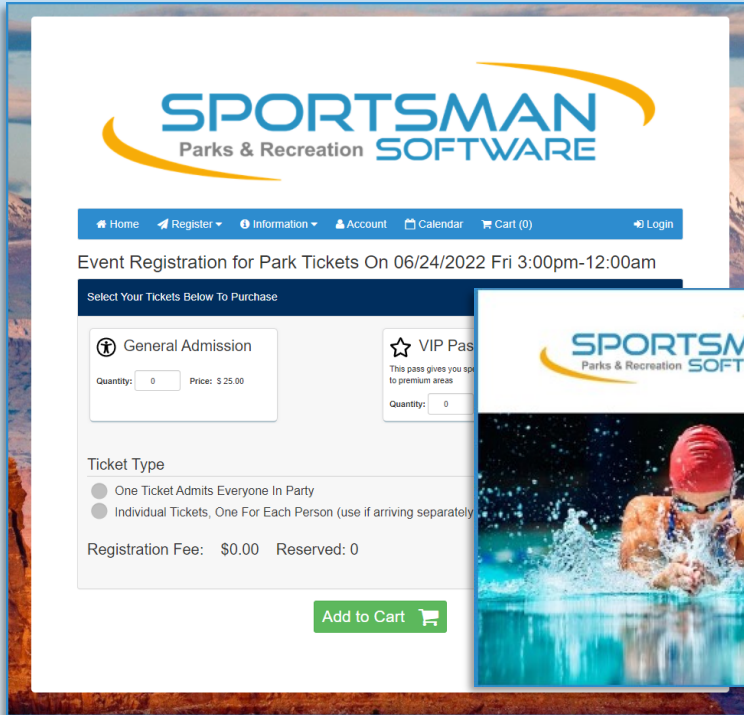 SPORTSMAN
Parks & Recreation SOFTWARE
Home Register Information Account Calendar Cart (0) Login
Event Registration for Park Tickets On 06/24/2022 Fri 3:00pm-12:00am
Select Your Tickets Below To Purchase
General Admission
Quantity: 0 Price: $ 25.00
VIP Pas
This pass gives you spe
to premium areas
Quantity: 0
SPORTSM
Parks & Recreation SOFT
Ticket Type
One Ticket Admits Everyone In Party
Individual Tickets, One For Each Person (use if arriving separately
Registration Fee: $0.00 Reserved: 0
Add to Cart